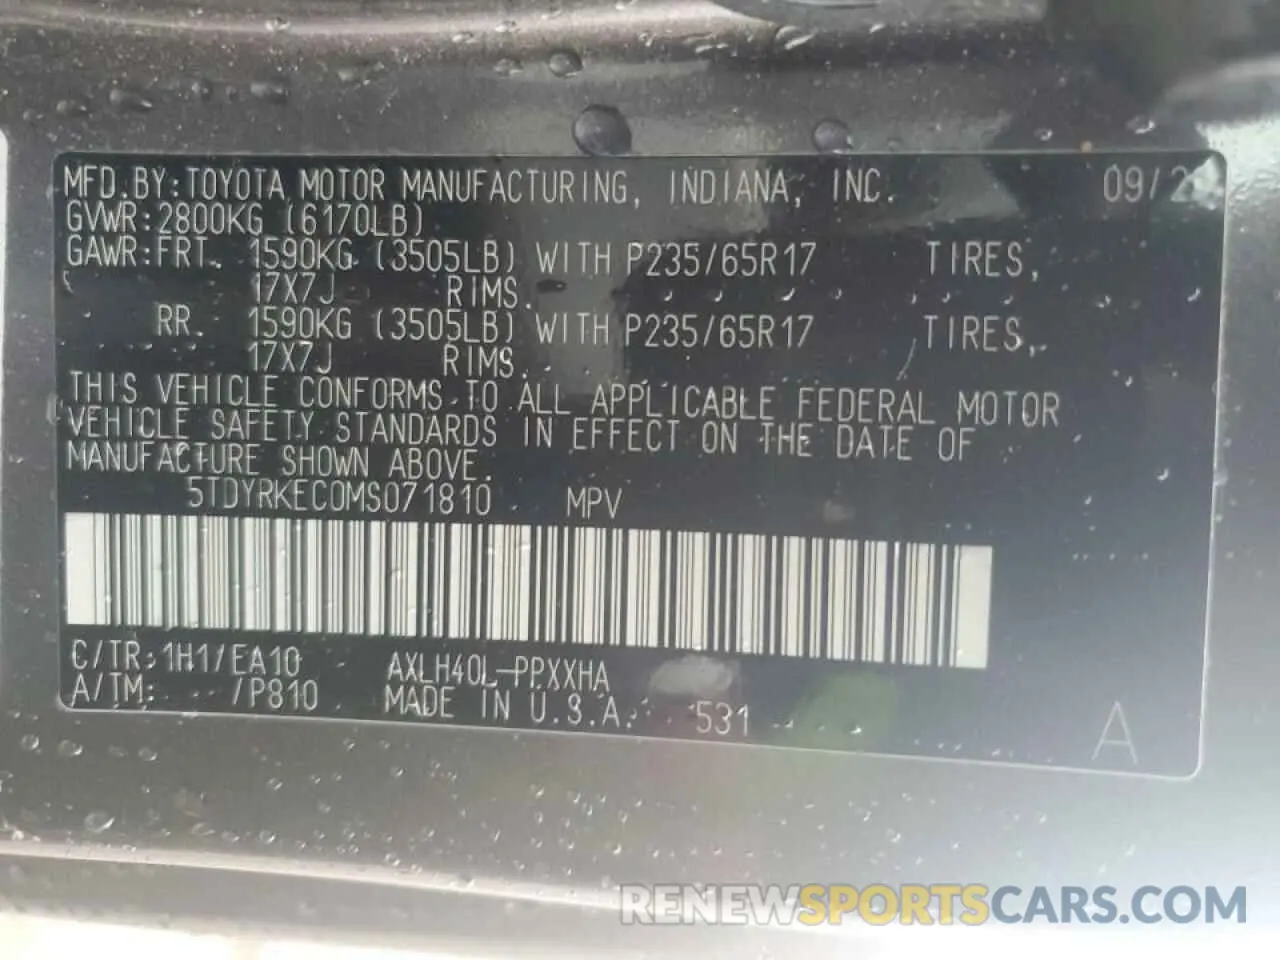 MFD.BY:TOYOTA MOTOR MANUFACTURING, INDIANA, INC. 09/2
GVWR:2800KG (6170LB)
GAWR:FRT. 1590KG (3505LB) WITH P235/65R17 TIRES,
17X7J RIMS.
RR. 1590KG (3505LB) WITH P235/65R17 TIRES,
17X7J RIMS.
THIS VEHICLE CONFORMS TO ALL APPLICABLE FEDERAL MOTOR
VEHICLE SAFETY STANDARDS IN EFFECT ON THE DATE OF
MANUFACTURE SHOWN ABOVE.
5TDYRKEC0MS071810 MPV
C/TR:1H1/EA10 AXLH40L-PPXXHA
A/TM: /P810 MADE IN U.S.A. 531
A
RENEWSPORTSCARS.COM